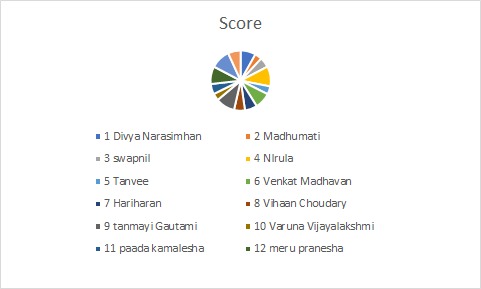 Score
1 Divya Narasimhan 2 Madhumati
3 swapnil 4 NIrula
5 Tanvee 6 Venkat Madhavan
7 Hariharan 8 Vihaan Choudary
9 tanmayi Gautami 10 Varuna Vijayalakshmi
11 paada kamalesha 12 meru pranesha